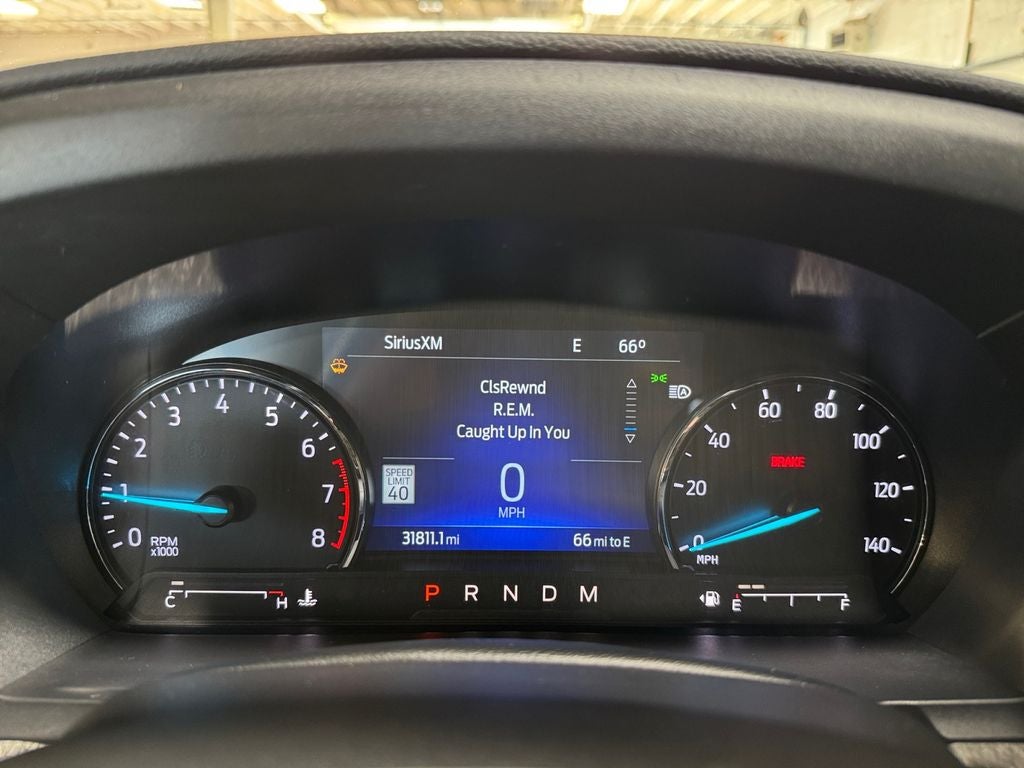 SiriusXM E 66º
ClsRewnd
R.E.M.
Caught Up In You
SPEED
LIMIT
40
0
MPH
31811.1 mi 66 mi to E
0 1 2 3 4 5 6 7 8
RPM
x1000
0 20 40 60 80 100 120 140
MPH
BRAKE
A
C H
P R N D M
E F